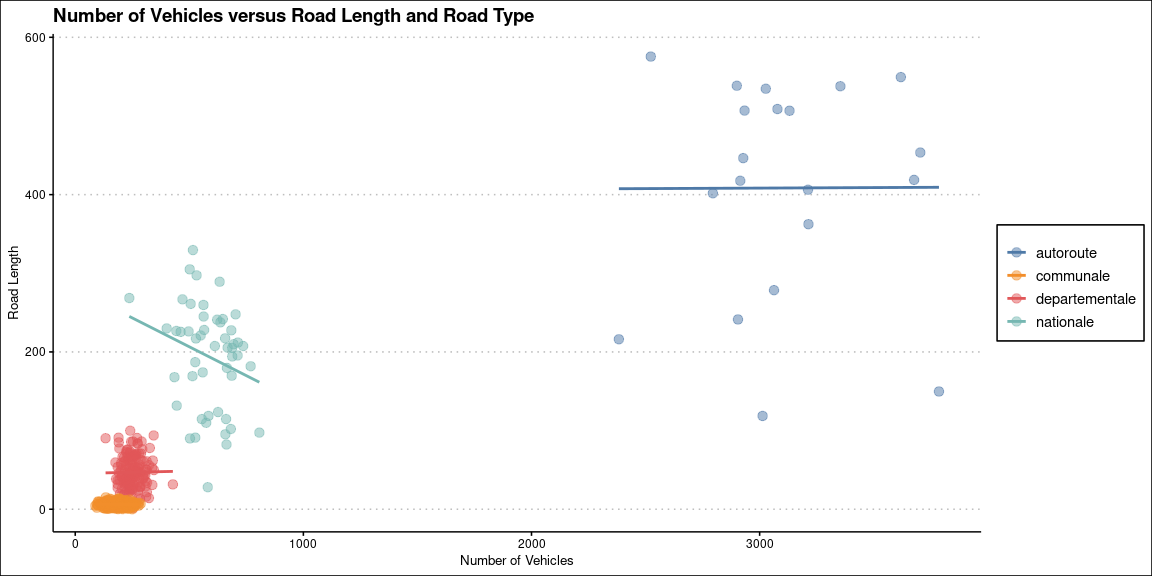 Number of Vehicles versus Road Length and Road Type
600
400
200
0
Road Length
0
1000
2000
3000
Number of Vehicles
autoroute
communale
departementale
nationale